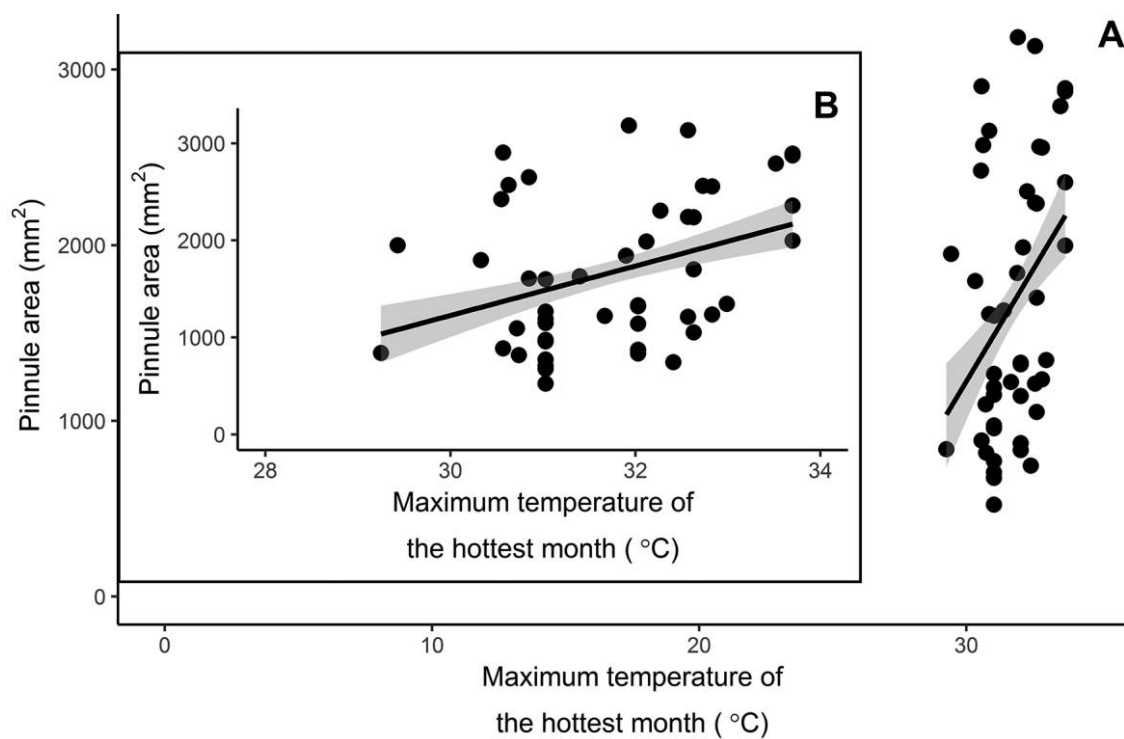 A
3000
2000
1000
0
Pinnule area (mm²)
B
3000
2000
1000
0
Pinnule area (mm²)
28 30 32 34
Maximum temperature of
the hottest month ( °C)
0 10 20 30
Maximum temperature of
the hottest month ( °C)